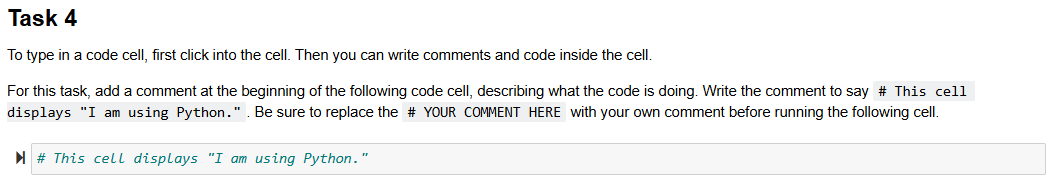 Task 4
To type in a code cell, first click into the cell. Then you can write comments and code inside the cell.
For this task, add a comment at the beginning of the following code cell, describing what the code is doing. Write the comment to say # This cell
displays "I am using Python." . Be sure to replace the # YOUR COMMENT HERE with your own comment before running the following cell.
# This cell displays "I am using Python."